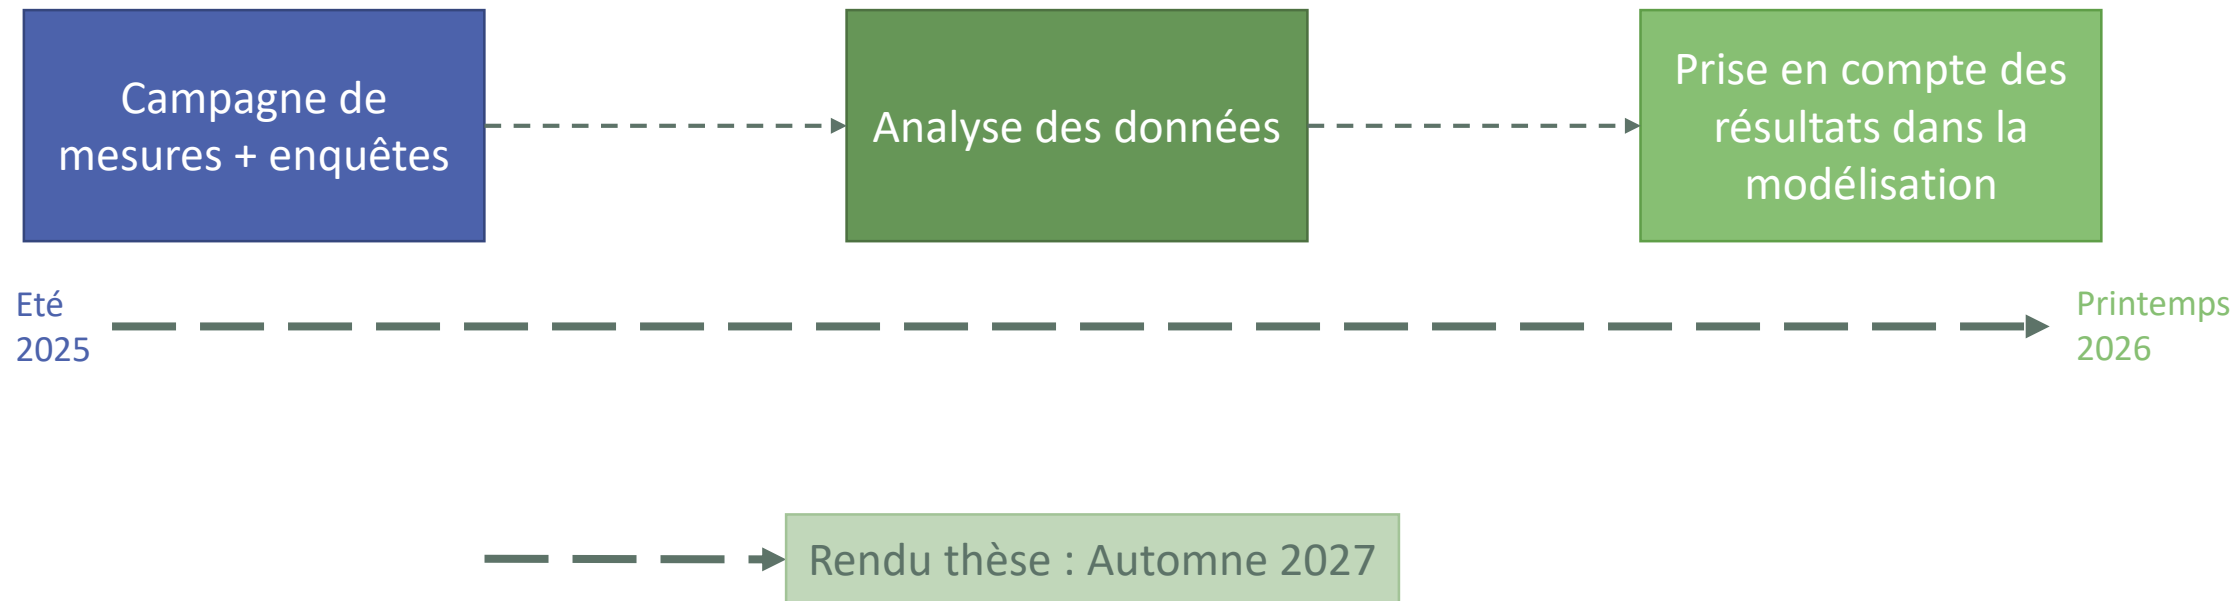 Campagne de
mesures + enquêtes
Analyse des données
Prise en compte des
résultats dans la
modélisation
Eté
2025
Printemps
2026
Rendu thèse : Automne 2027